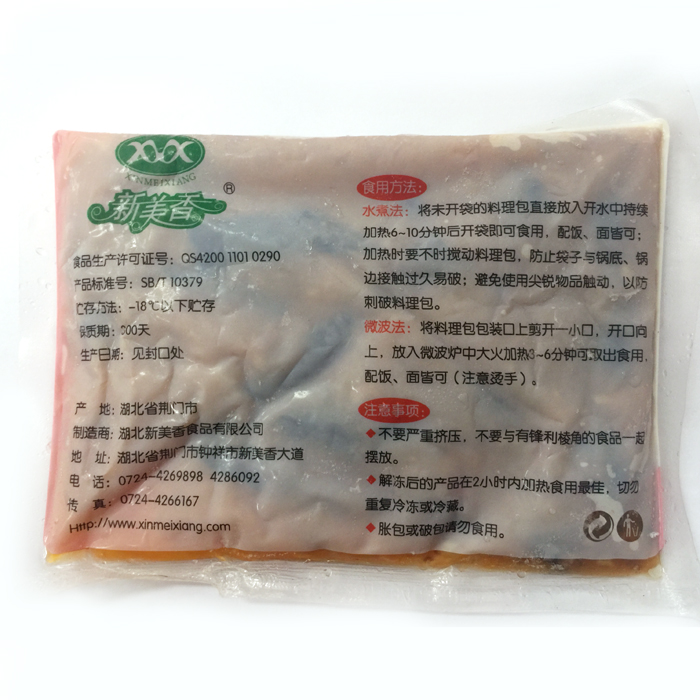 XMX
XINMEIXIANG
新美香®
食品生产许可证号：QS4200 1101 0290
产品标准号：SB/T 10379
贮存方法：-18℃以下贮存
保质期：300天
生产日期：见封口处
产 地：湖北省荆门市
制造商：湖北新美香食品有限公司
地 址：湖北省荆门市钟祥市新美香大道
电 话：0724-4269898 4286092
传 真：0724-4266167
Http://www.xinmeixiang.com
食用方法：
水煮法：将未开袋的料理包直接放入开水中持续
加热6~10分钟后开袋即可食用，配饭、面皆可；
加热时要不时搅动料理包，防止袋子与锅底、锅
边接触过久易破；避免使用尖锐物品触动，以防
刺破料理包。
微波法：将料理包包装口上剪开一小口，开口向
上，放入微波炉中大火加热3~6分钟可取出食用，
配饭、面皆可（注意烫手）。
注意事项：
◆不要严重挤压，不要与有锋利棱角的食品一起
摆放。
◆解冻后的产品在2小时内加热食用最佳，切勿
重复冷冻或冷藏。
◆胀包或破包请勿食用。